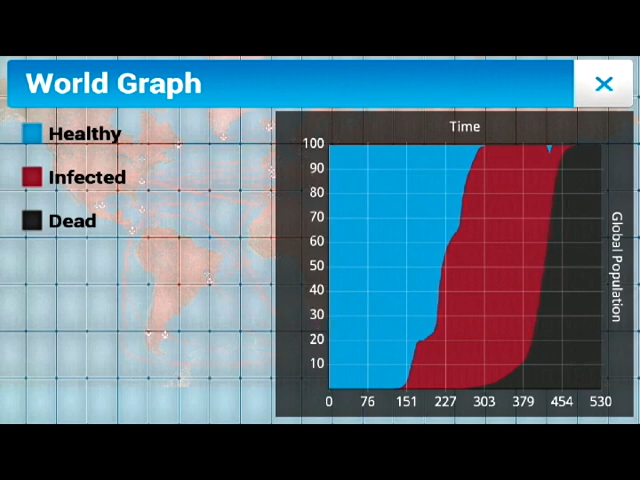 World Graph
Healthy
Infected
Dead
Time
100
90
80
70
60
50
40
30
20
10
0 76 151 227 303 379 454 530
Global Population